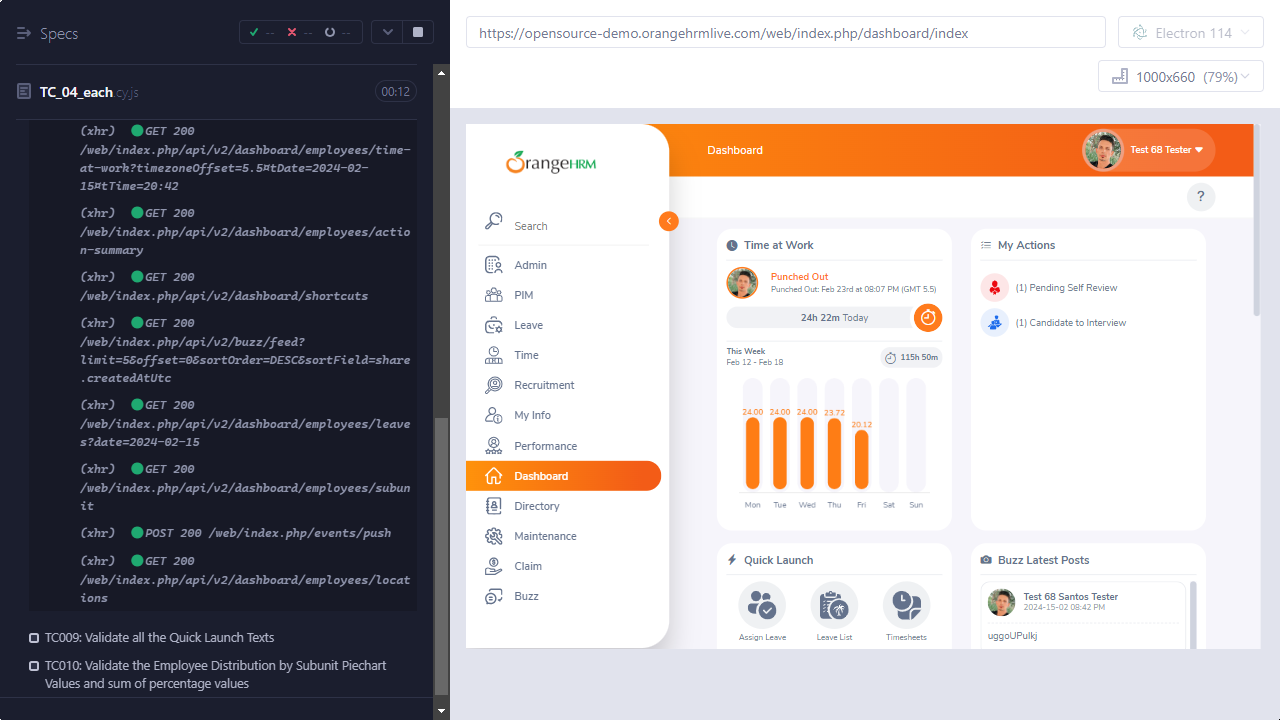 Specs
--
--
--
https://opensource-demo.orangehrmlive.com/web/index.php/dashboard/index
Electron 114
1000x660 (79%)
TC_04_each.cy.js
00:12
(xhr) GET 200
/web/index.php/api/v2/dashboard/employees/time-
at-work?timezoneOffset=5.5¤tDate=2024-02-
15¤tTime=20:42
(xhr) GET 200
/web/index.php/api/v2/dashboard/employees/actio
n-summary
(xhr) GET 200
/web/index.php/api/v2/dashboard/shortcuts
(xhr) GET 200
/web/index.php/api/v2/buzz/feed?
limit=5&offset=0&sortOrder=DESC&sortField=share
.createdAtUtc
(xhr) GET 200
/web/index.php/api/v2/dashboard/employees/leave
s?date=2024-02-15
(xhr) GET 200
/web/index.php/api/v2/dashboard/employees/subun
it
(xhr) POST 200 /web/index.php/events/push
(xhr) GET 200
/web/index.php/api/v2/dashboard/employees/locat
ions
TC009: Validate all the Quick Launch Texts
TC010: Validate the Employee Distribution by Subunit Piechart
Values and sum of percentage values
OrangeHRM
Search
Admin
PIM
Leave
Time
Recruitment
My Info
Performance
Dashboard
Directory
Maintenance
Claim
Buzz
Dashboard
Test 68 Tester
?
Time at Work
Punched Out
Punched Out: Feb 23rd at 08:07 PM (GMT 5.5)
24h 22m Today
This Week
Feb 12 - Feb 18
115h 50m
24.00 24.00 24.00 23.72 20.12
Mon Tue Wed Thu Fri Sat Sun
My Actions
(1) Pending Self Review
(1) Candidate to Interview
Quick Launch
Assign Leave
Leave List
Timesheets
Buzz Latest Posts
Test 68 Santos Tester
2024-15-02 08:42 PM
uggoUPulkj